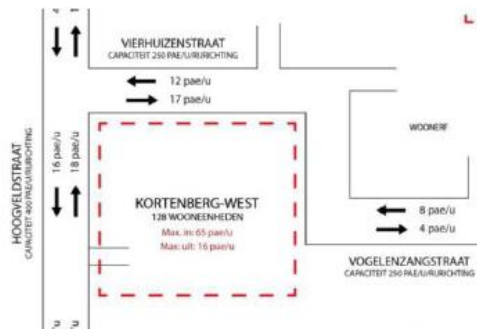 4
1
VIERHUIZENSTRAAT
CAPACITEIT 250 PAE/U/RIJRICHTING
12 pae/u
17 pae/u
HOOGVELDSTRAAT
CAPACITEIT 400 PAE/U/RIJRICHTING
16 pae/u
18 pae/u
WOONERF
KORTENBERG-WEST
128 WOONEENHEDEN
Max. in: 65 pae/u
Max: uit: 16 pae/u
8 pae/u
4 pae/u
VOGELENZANGSTRAAT
CAPACITEIT 250 PAE/U/RIJRICHTING